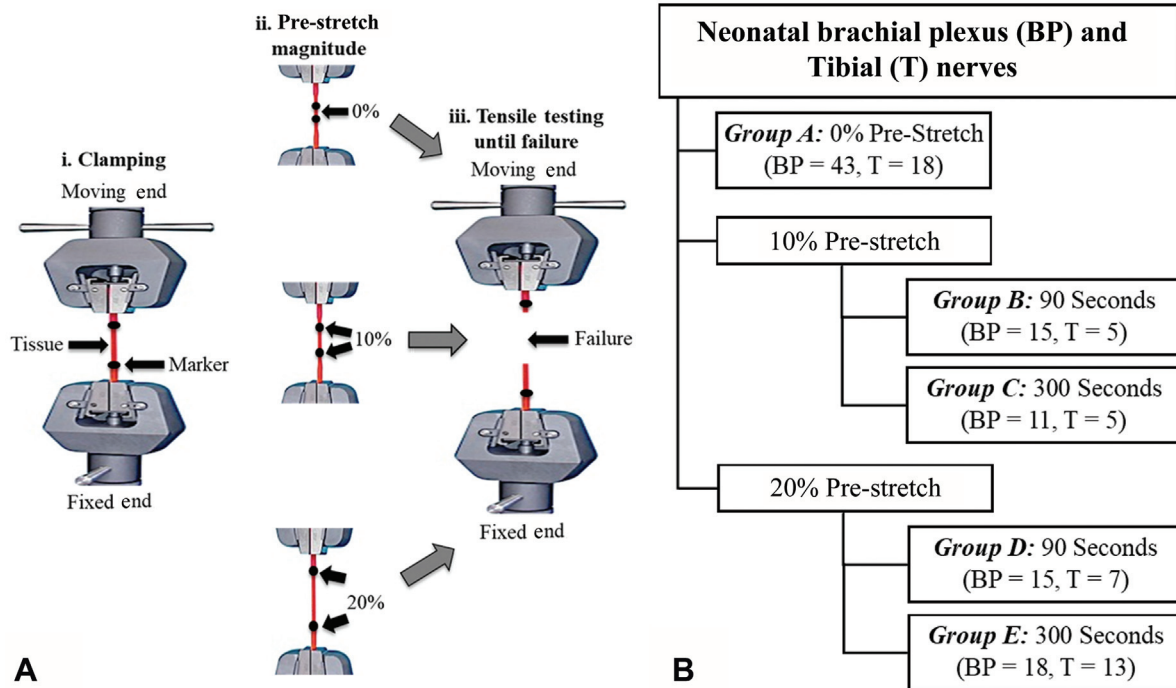 i. Clamping
Moving end
Tissue
Marker
Fixed end
ii. Pre-stretch
magnitude
0%
10%
20%
iii. Tensile testing
until failure
Moving end
Failure
Fixed end
A
Neonatal brachial plexus (BP) and
Tibial (T) nerves
Group A: 0% Pre-Stretch
(BP = 43, T = 18)
10% Pre-stretch
Group B: 90 Seconds
(BP = 15, T = 5)
Group C: 300 Seconds
(BP = 11, T = 5)
20% Pre-stretch
Group D: 90 Seconds
(BP = 15, T = 7)
Group E: 300 Seconds
(BP = 18, T = 13)
B